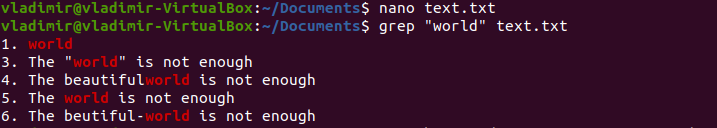 vladimir@vladimir-VirtualBox:~/Documents$ nano text.txt
vladimir@vladimir-VirtualBox:~/Documents$ grep "world" text.txt
1. world
3. The "world" is not enough
4. The beautifulworld is not enough
5. The world is not enough
6. The beutiful-world is not enough